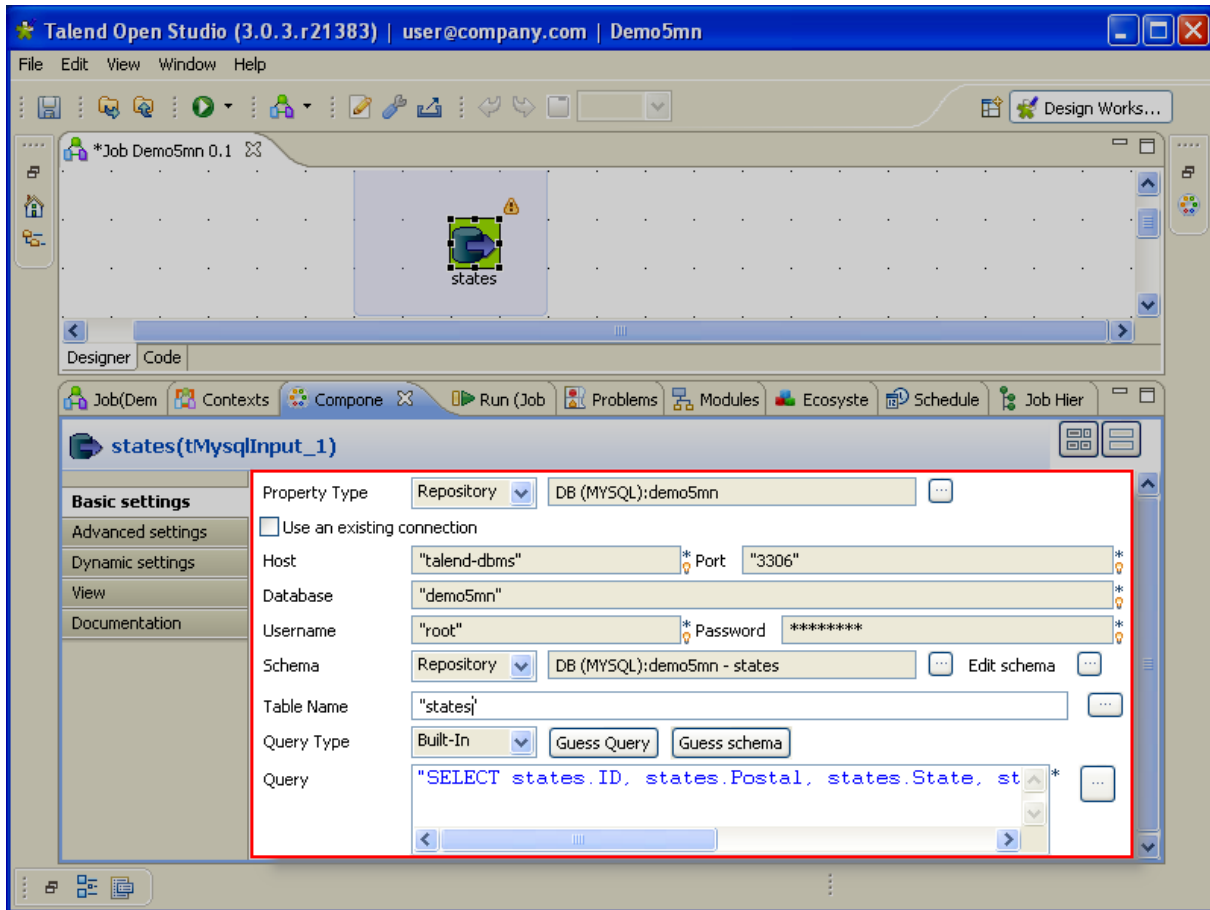 Talend Open Studio (3.0.3.r21383) | user@company.com | Demo5mn
File Edit View Window Help
Design Works...
*Job Demo5mn 0.1
states
Designer Code
Job(Dem Contexts Compone Run (Job Problems Modules Ecosyste Schedule Job Hier
states(tMysqlInput_1)
Basic settings
Advanced settings
Dynamic settings
View
Documentation
Property Type Repository DB (MYSQL):demo5mn ...
Use an existing connection
Host "talend-dbms" * Port "3306" *
Database "demo5mn" *
Username "root" * Password ******** *
Schema Repository DB (MYSQL):demo5mn - states ... Edit schema ...
Table Name "states" ...
Query Type Built-In Guess Query Guess schema
Query "SELECT states.ID, states.Postal, states.State, st * ...